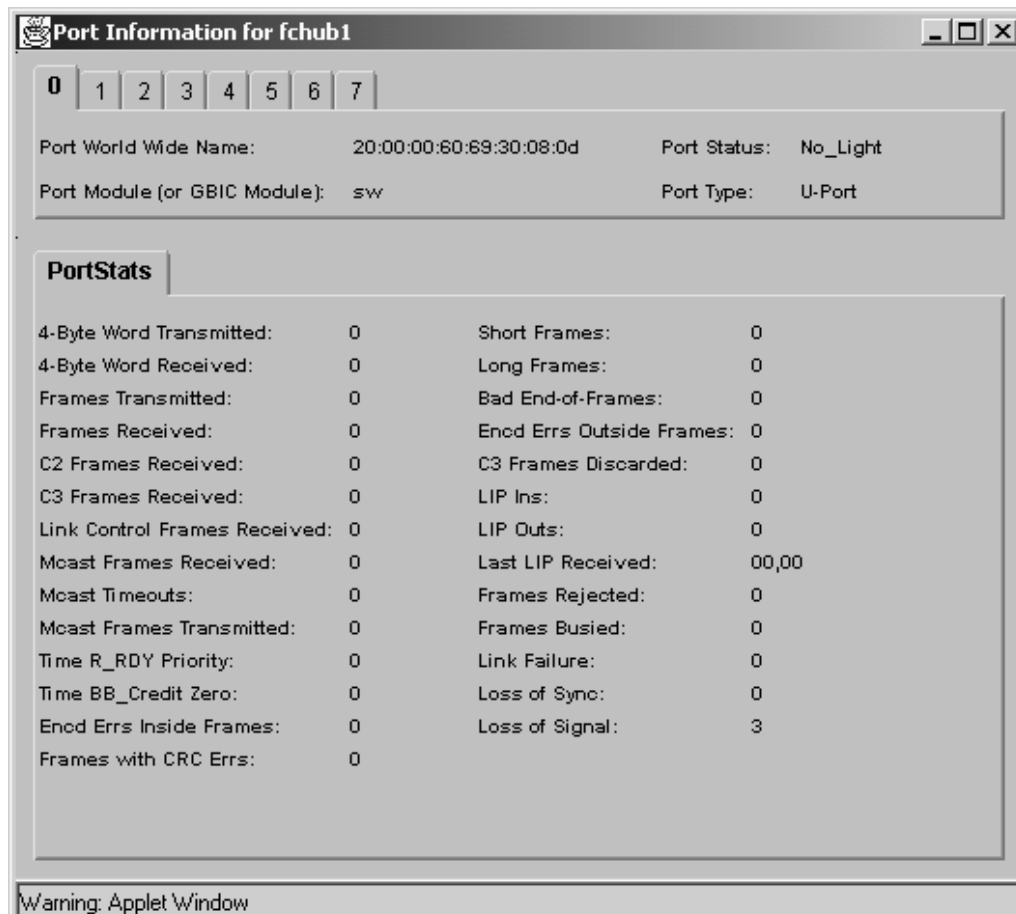 Port Information for fchub1
0 1 2 3 4 5 6 7
Port World Wide Name: 20:00:00:60:69:30:08:0d Port Status: No_Light
Port Module (or GBIC Module): sw Port Type: U-Port
PortStats
4-Byte Word Transmitted: 0 Short Frames: 0
4-Byte Word Received: 0 Long Frames: 0
Frames Transmitted: 0 Bad End-of-Frames: 0
Frames Received: 0 Encd Errs Outside Frames: 0
C2 Frames Received: 0 C3 Frames Discarded: 0
C3 Frames Received: 0 LIP Ins: 0
Link Control Frames Received: 0 LIP Outs: 0
Mcast Frames Received: 0 Last LIP Received: 00,00
Mcast Timeouts: 0 Frames Rejected: 0
Mcast Frames Transmitted: 0 Frames Busied: 0
Time R_RDY Priority: 0 Link Failure: 0
Time BB_Credit Zero: 0 Loss of Sync: 0
Encd Errs Inside Frames: 0 Loss of Signal: 3
Frames with CRC Errs: 0
Warning: Applet Window